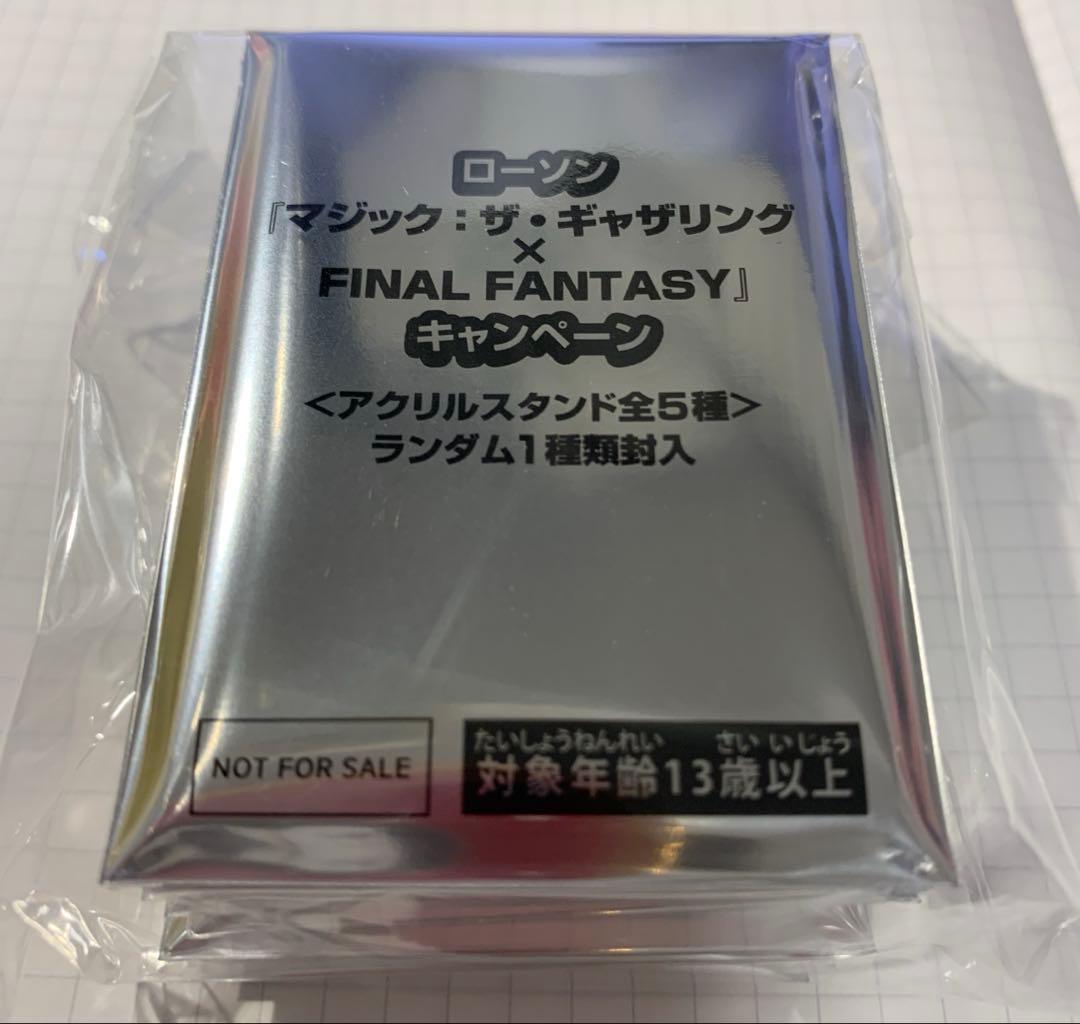 ローソン
『マジック：ザ・ギャザリング
×
FINAL FANTASY』
キャンペーン
＜アクリルスタンド全5種＞
ランダム1種類封入
NOT FOR SALE
たいしょうねんれい さい いじょう
対象年齢13歳以上